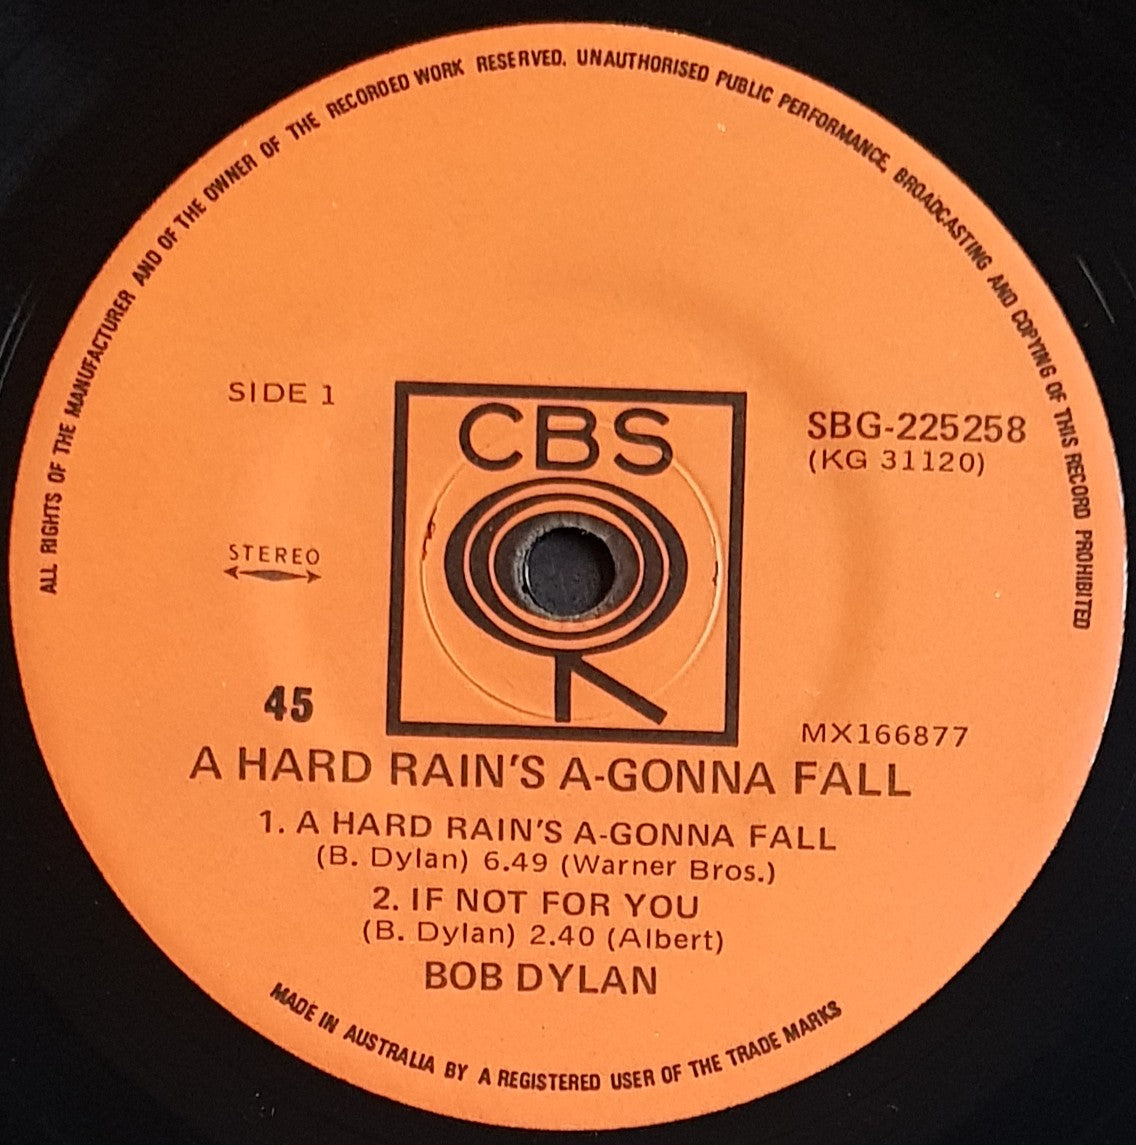 ALL RIGHTS OF THE MANUFACTURER AND OF THE OWNER OF THE RECORDED WORK RESERVED. UNAUTHORISED PUBLIC PERFORMANCE, BROADCASTING AND COPYING OF THIS RECORD PROHIBITED
SIDE 1
CBS
SBG-225258
(KG 31120)
STEREO
45
MX166877
A HARD RAIN'S A-GONNA FALL
1. A HARD RAIN'S A-GONNA FALL
(B. Dylan) 6.49 (Warner Bros.)
2. IF NOT FOR YOU
(B. Dylan) 2.40 (Albert)
BOB DYLAN
MADE IN AUSTRALIA BY A REGISTERED USER OF THE TRADE MARKS